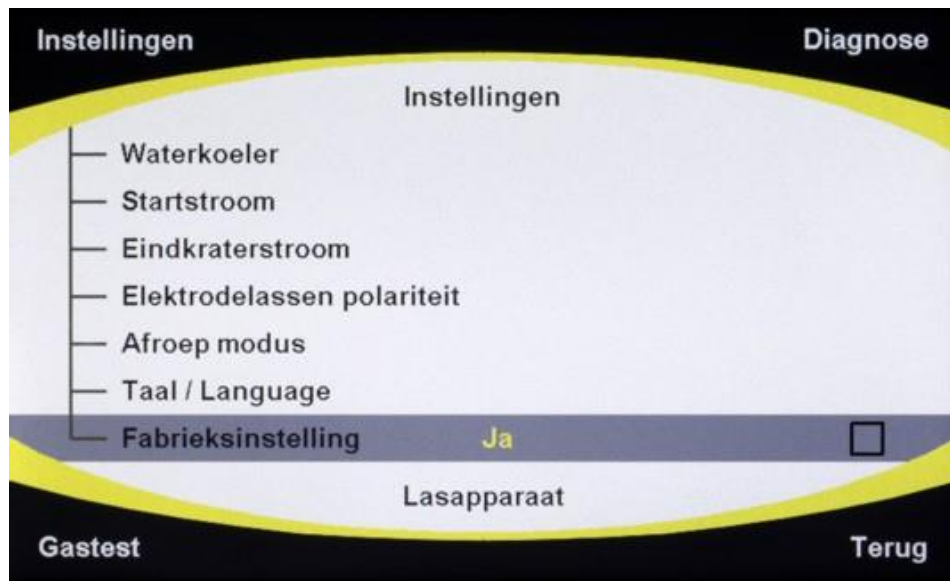 Instellingen Diagnose
Instellingen
Waterkoeler
Startstroom
Eindkraterstroom
Elektrodelassen polariteit
Afroep modus
Taal / Language
Fabrieksinstelling Ja
Lasapparaat
Gastest Terug